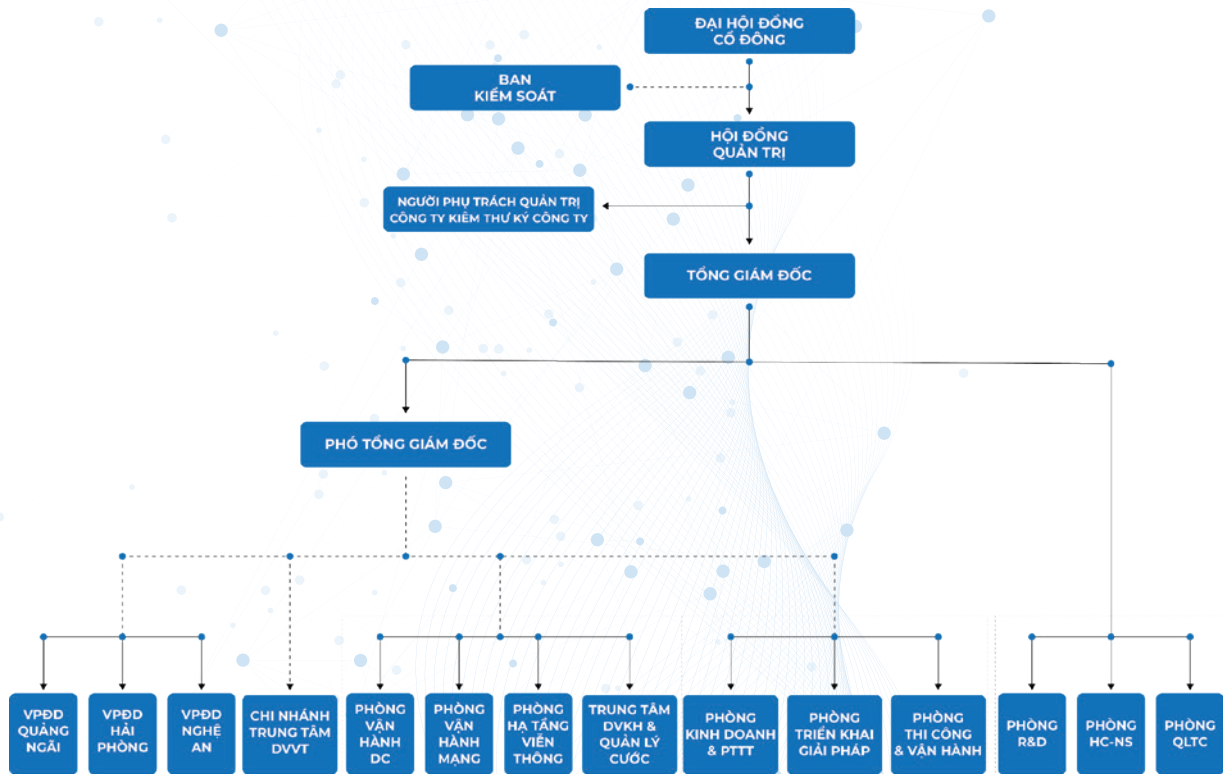 ĐẠI HỘI ĐỒNG
CỔ ĐÔNG
BAN
KIỂM SOÁT
HỘI ĐỒNG
QUẢN TRỊ
NGƯỜI PHỤ TRÁCH QUẢN TRỊ
CÔNG TY KIÊM THƯ KÝ CÔNG TY
TỔNG GIÁM ĐỐC
PHÓ TỔNG GIÁM ĐỐC
VPĐD
QUẢNG
NGÃI
VPĐD
HẢI
PHÒNG
VPĐD
NGHỆ
AN
CHI NHÁNH
TRUNG TÂM
DVVT
PHÒNG
VẬN
HÀNH
DC
PHÒNG
VẬN
HÀNH
MẠNG
PHÒNG
HẠ TẦNG
VIỄN
THÔNG
TRUNG TÂM
DVKH &
QUẢN LÝ
CƯỚC
PHÒNG
KINH DOANH
& PTTT
PHÒNG
TRIỂN KHAI
GIẢI PHÁP
PHÒNG
THI CÔNG
& VẬN HÀNH
PHÒNG
R&D
PHÒNG
HC-NS
PHÒNG
QLTC